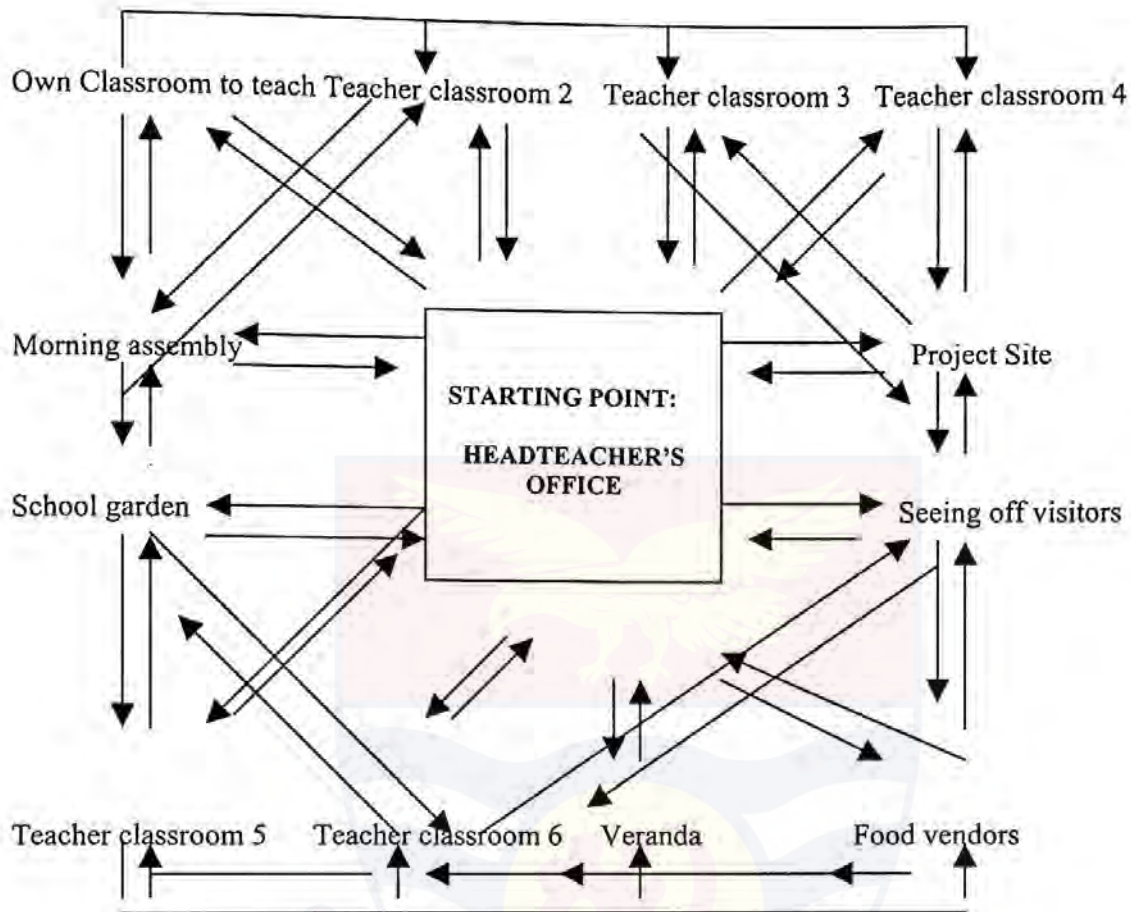 Own Classroom to teach Teacher classroom 2 Teacher classroom 3 Teacher classroom 4
Morning assembly
Project Site
STARTING POINT:
HEADTEACHER'S
OFFICE
School garden
Seeing off visitors
Teacher classroom 5 Teacher classroom 6 Veranda Food vendors